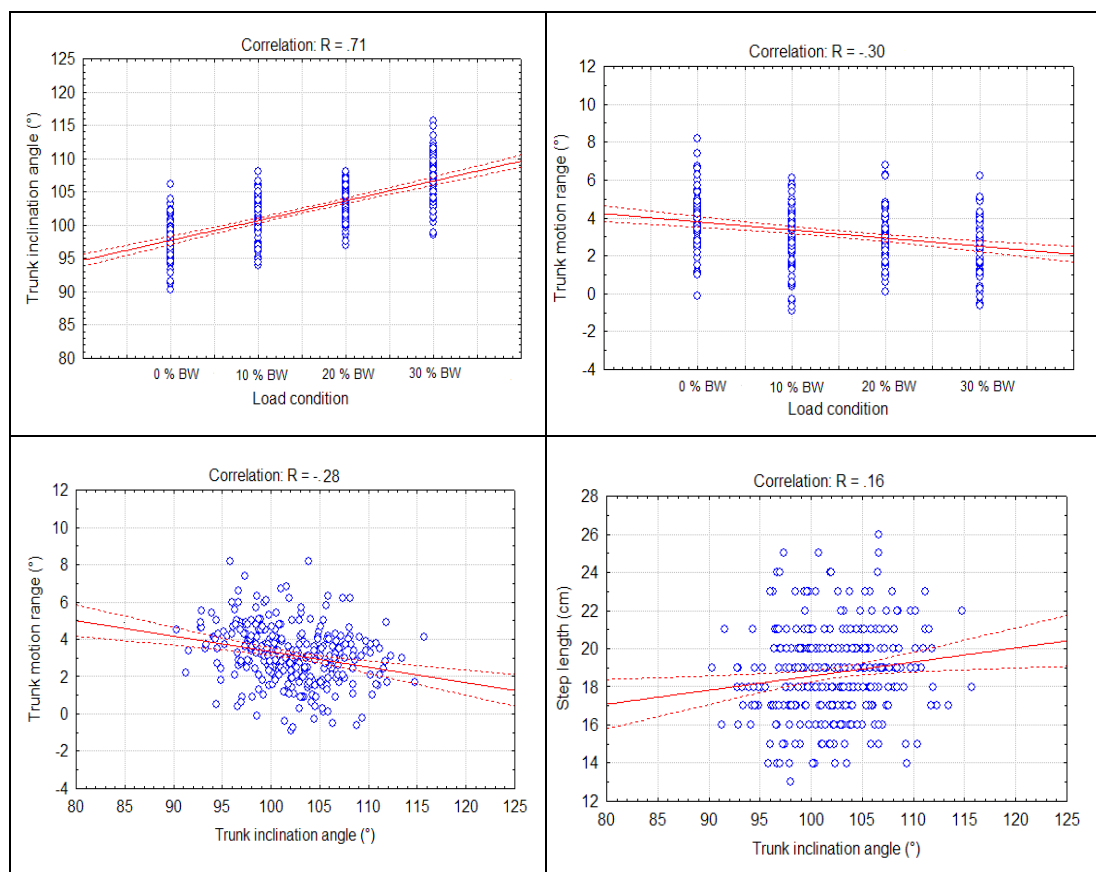 Correlation: R = .71
Trunk inclination angle (°)
125
120
115
110
105
100
95
90
85
80
0 % BW 10 % BW 20 % BW 30 % BW
Load condition
Correlation: R = -.30
Trunk motion range (°)
12
10
8
6
4
2
0
-2
-4
0 % BW 10 % BW 20 % BW 30 % BW
Load condition
Correlation: R = -.28
Trunk motion range (°)
12
10
8
6
4
2
0
-2
-4
80 85 90 95 100 105 110 115 120 125
Trunk inclination angle (°)
Correlation: R = .16
Step length (cm)
28
26
24
22
20
18
16
14
12
80 85 90 95 100 105 110 115 120 125
Trunk inclination angle (°)